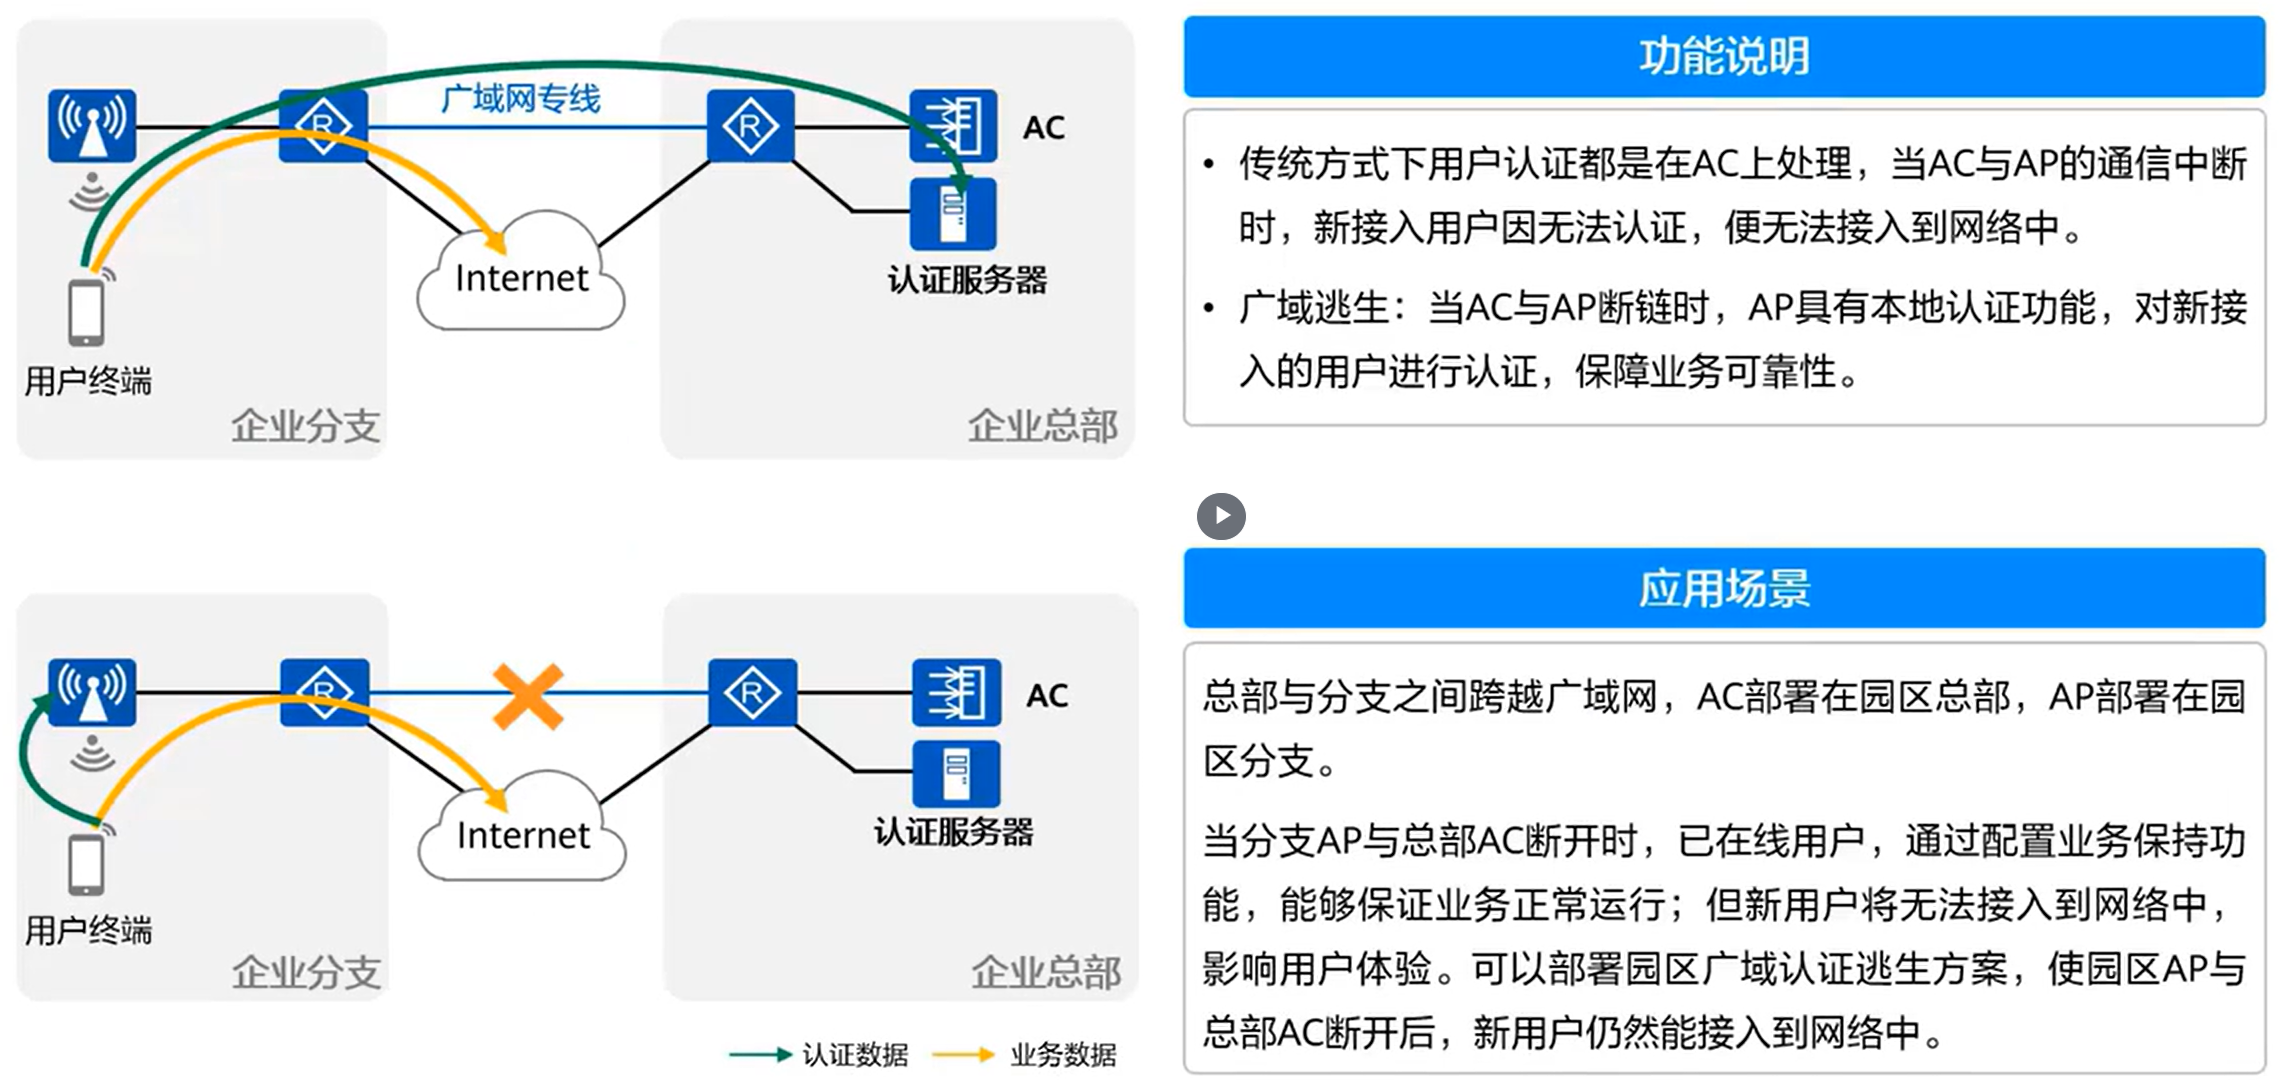 广域网专线
R
R
AC
Internet
认证服务器
用户终端
企业分支
企业总部
功能说明
• 传统方式下用户认证都是在AC上处理，当AC与AP的通信中断
时，新接入用户因无法认证，便无法接入到网络中。
• 广域逃生：当AC与AP断链时，AP具有本地认证功能，对新接
入的用户进行认证，保障业务可靠性。
R
R
AC
Internet
认证服务器
用户终端
企业分支
企业总部
认证数据
业务数据
应用场景
总部与分支之间跨越广域网，AC部署在园区总部，AP部署在园
区分支。
当分支AP与总部AC断开时，已在线用户，通过配置业务保持功
能，能够保证业务正常运行；但新用户将无法接入到网络中，
影响用户体验。可以部署园区广域认证逃生方案，使园区AP与
总部AC断开后，新用户仍然能接入到网络中。